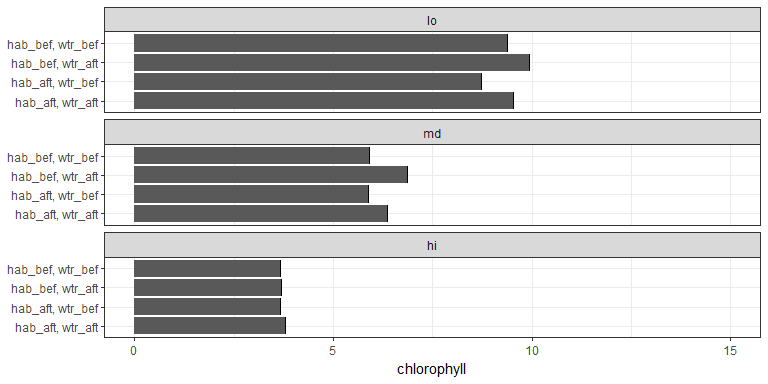 lo
hab_bef, wtr_bef
hab_bef, wtr_aft
hab_aft, wtr_bef
hab_aft, wtr_aft
md
hab_bef, wtr_bef
hab_bef, wtr_aft
hab_aft, wtr_bef
hab_aft, wtr_aft
hi
hab_bef, wtr_bef
hab_bef, wtr_aft
hab_aft, wtr_bef
hab_aft, wtr_aft
0 5 10 15
chlorophyll